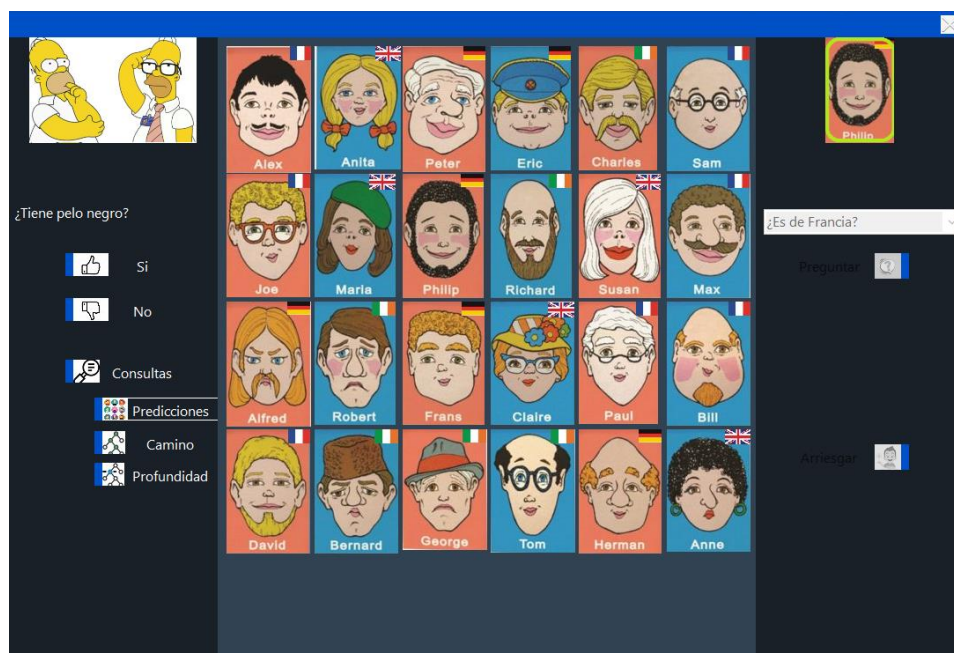 Alex
Anita
Peter
Eric
Charles
Sam
Philip
¿Tiene pelo negro?
¿Es de Francia?
Si
Preguntar
No
Joe
Maria
Philip
Richard
Susan
Max
Consultas
Predicciones
Camino
Profundidad
Alfred
Robert
Frans
Claire
Paul
Bill
Arriesgar
David
Bernard
George
Tom
Herman
Anne